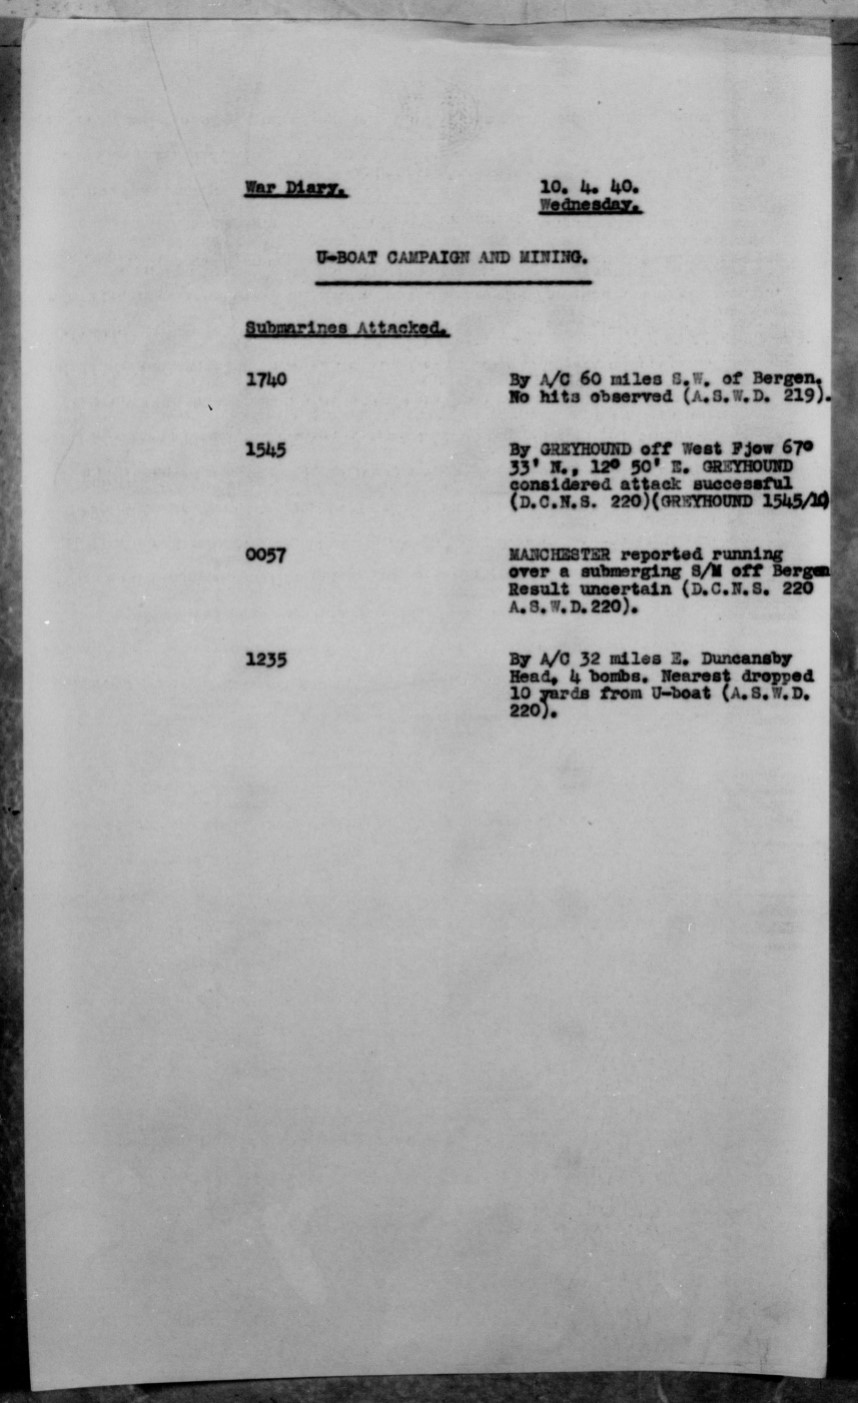 War Diary. 10. 4. 40.
Wednesday.
U-BOAT CAMPAIGN AND MINING.
Submarines Attacked.
1740 By A/C 60 miles S.W. of Bergen.
No hits observed (A.S.W.D. 219).
1545 By GREYHOUND off West Fjow 67°
33' N., 12° 50' E. GREYHOUND
considered attack successful
(D.C.N.S. 220)(GREYHOUND 1545/10)
0057 MANCHESTER reported running
over a submerging S/M off Bergen
Result uncertain (D.C.N.S. 220
A.S.W.D.220).
1235 By A/C 32 miles E. Duncansby
Head, 4 bombs. Nearest dropped
10 yards from U-boat (A.S.W.D.
220).